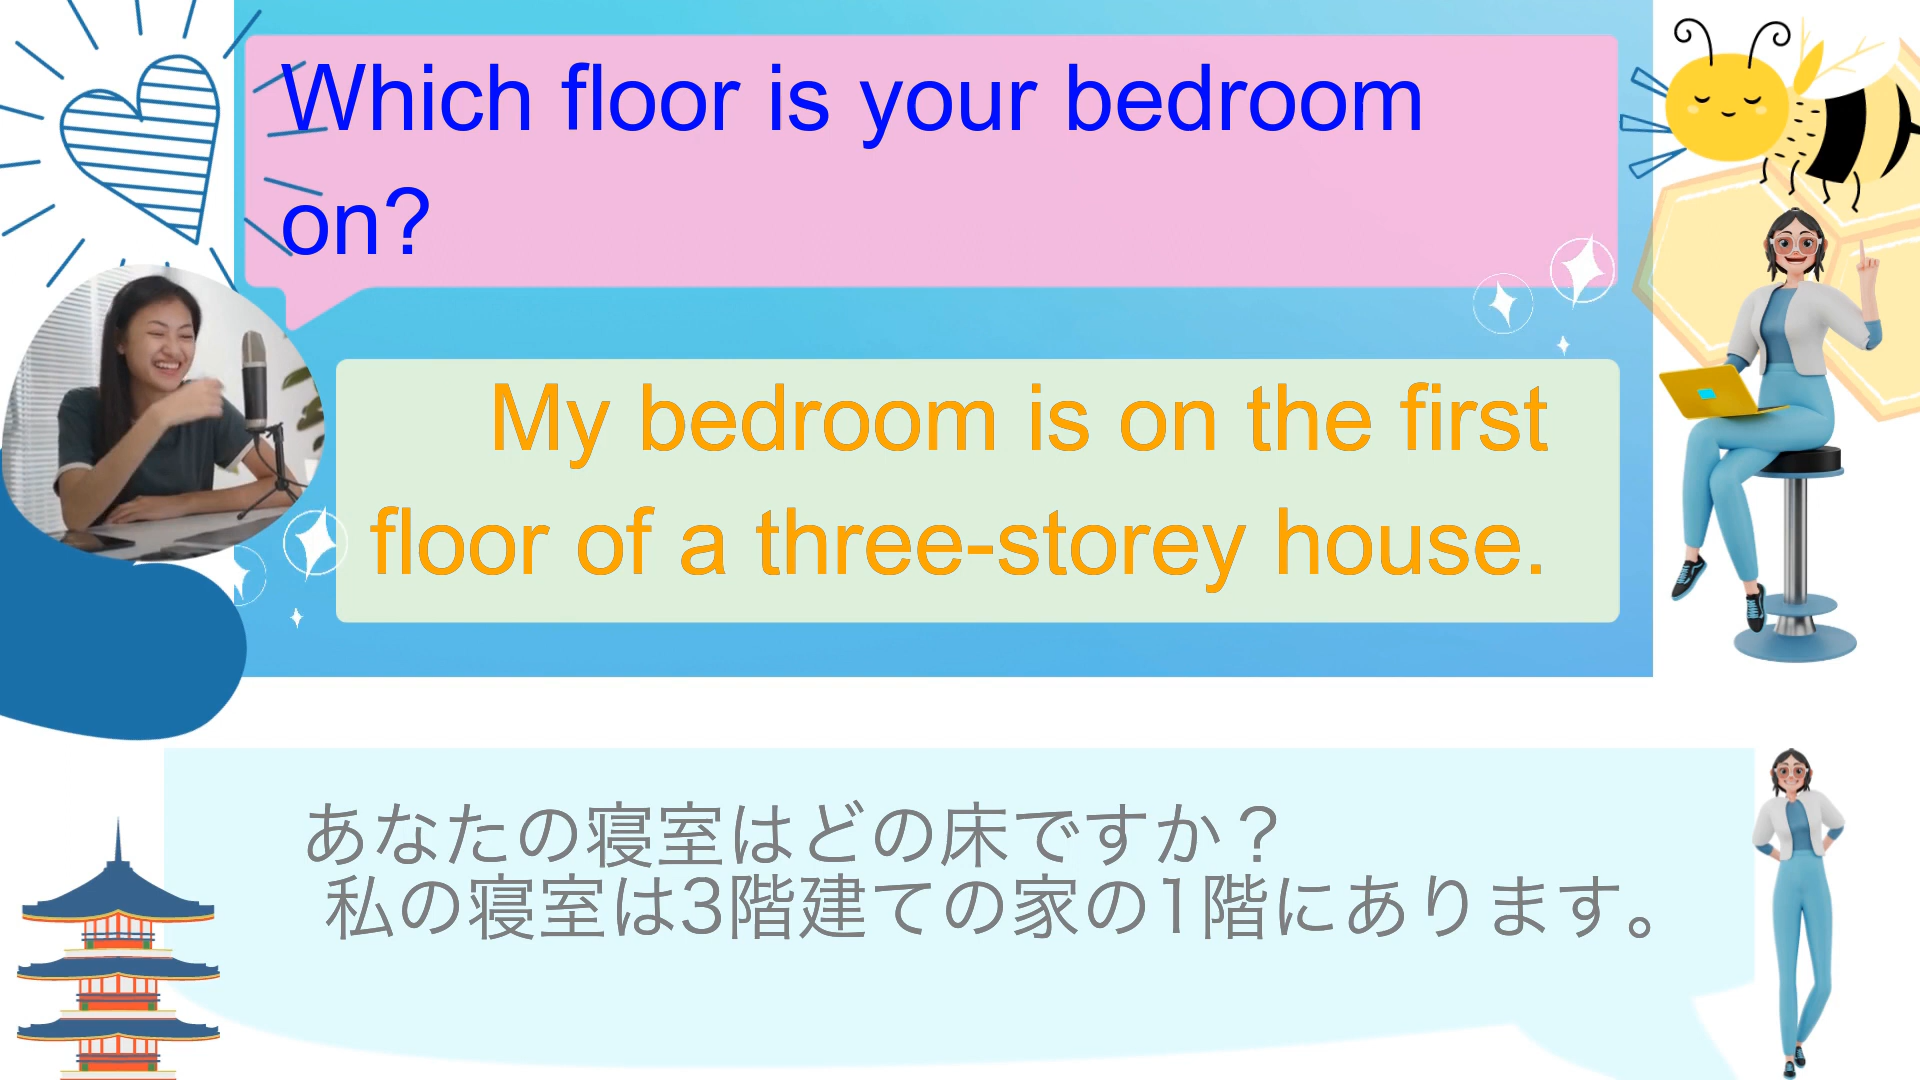 Which floor is your bedroom
on?
My bedroom is on the first
floor of a three-storey house.
あなたの寝室はどの床ですか？
私の寝室は3階建ての家の1階にあります。